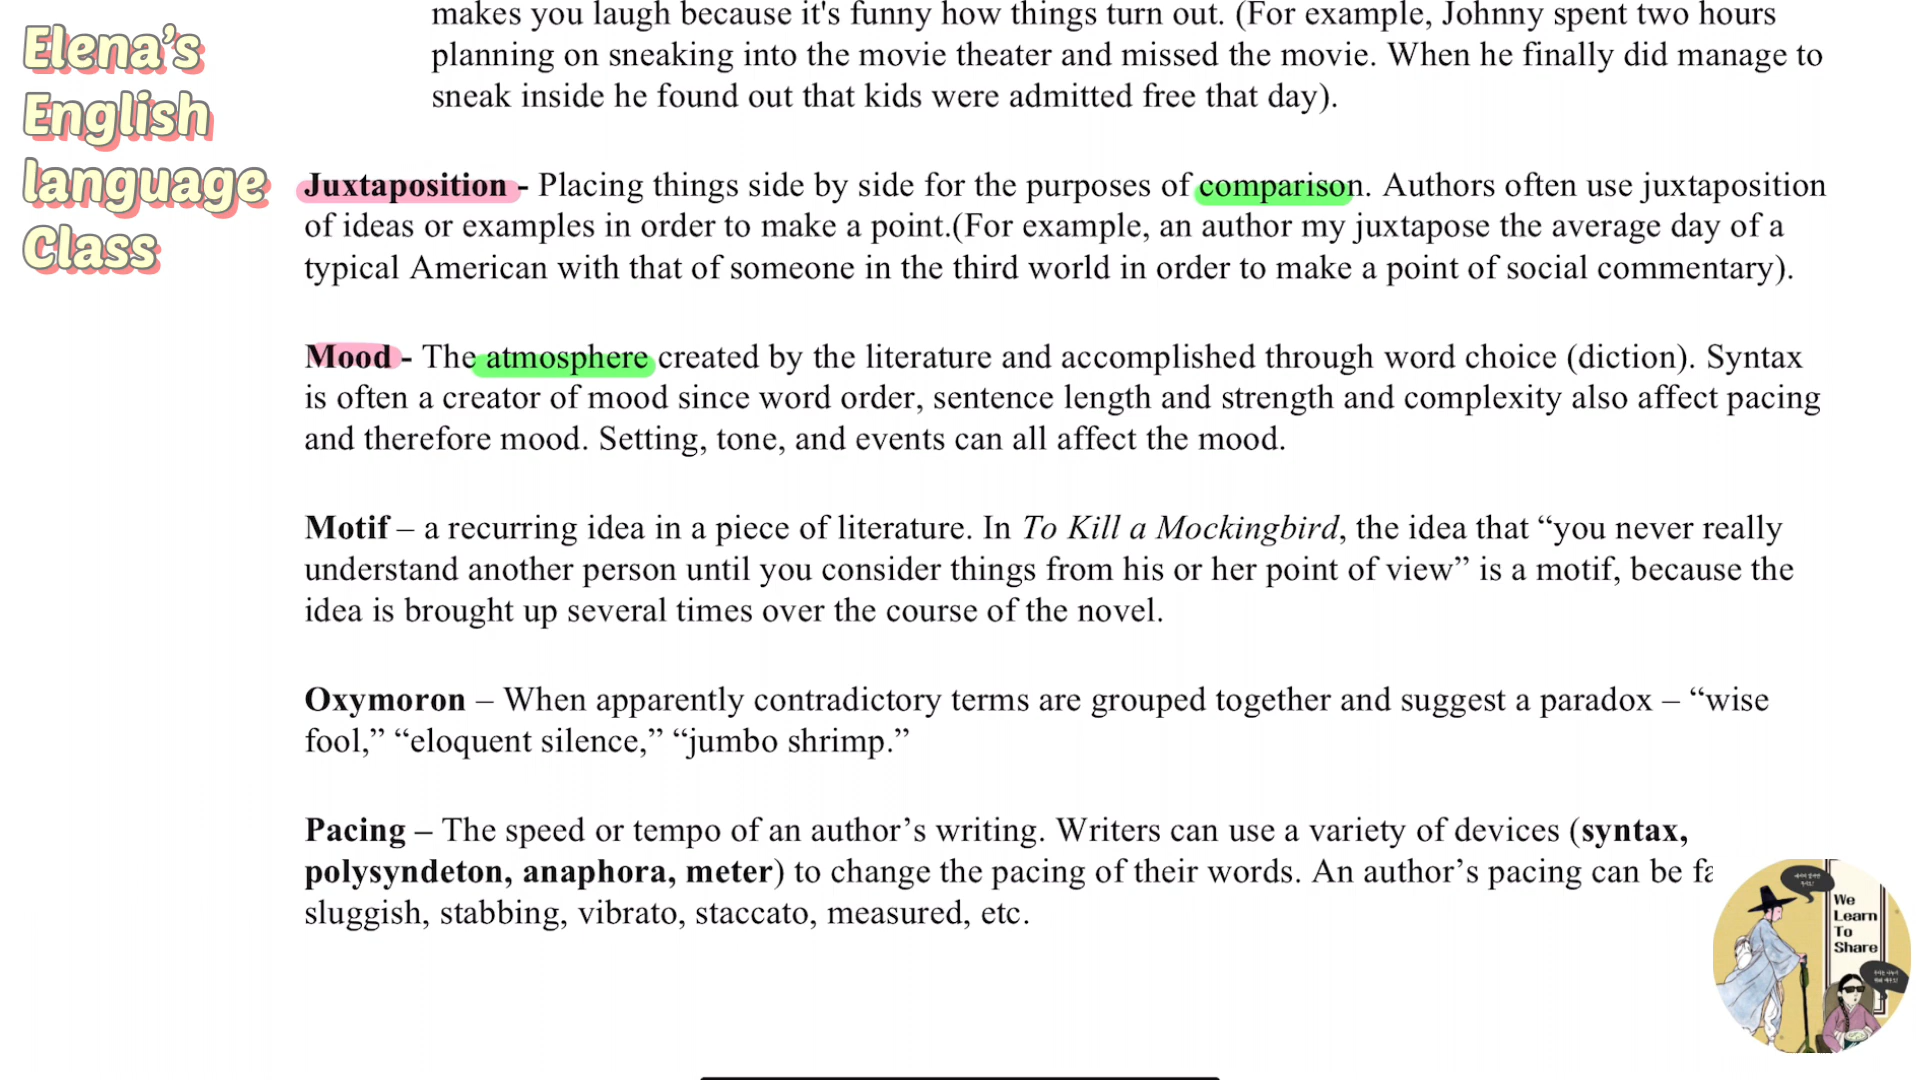 Elena's
English
language
Class
makes you laugh because it's funny how things turn out. (For example, Johnny spent two hours
planning on sneaking into the movie theater and missed the movie. When he finally did manage to
sneak inside he found out that kids were admitted free that day).
Juxtaposition - Placing things side by side for the purposes of comparison. Authors often use juxtaposition
of ideas or examples in order to make a point.(For example, an author my juxtapose the average day of a
typical American with that of someone in the third world in order to make a point of social commentary).
Mood - The atmosphere created by the literature and accomplished through word choice (diction). Syntax
is often a creator of mood since word order, sentence length and strength and complexity also affect pacing
and therefore mood. Setting, tone, and events can all affect the mood.
Motif – a recurring idea in a piece of literature. In To Kill a Mockingbird, the idea that “you never really
understand another person until you consider things from his or her point of view” is a motif, because the
idea is brought up several times over the course of the novel.
Oxymoron – When apparently contradictory terms are grouped together and suggest a paradox – “wise
fool,” “eloquent silence,” “jumbo shrimp.”
Pacing – The speed or tempo of an author’s writing. Writers can use a variety of devices (syntax,
polysyndeton, anaphora, meter) to change the pacing of their words. An author’s pacing can be fa
sluggish, stabbing, vibrato, staccato, measured, etc.
We
Learn
To
Share